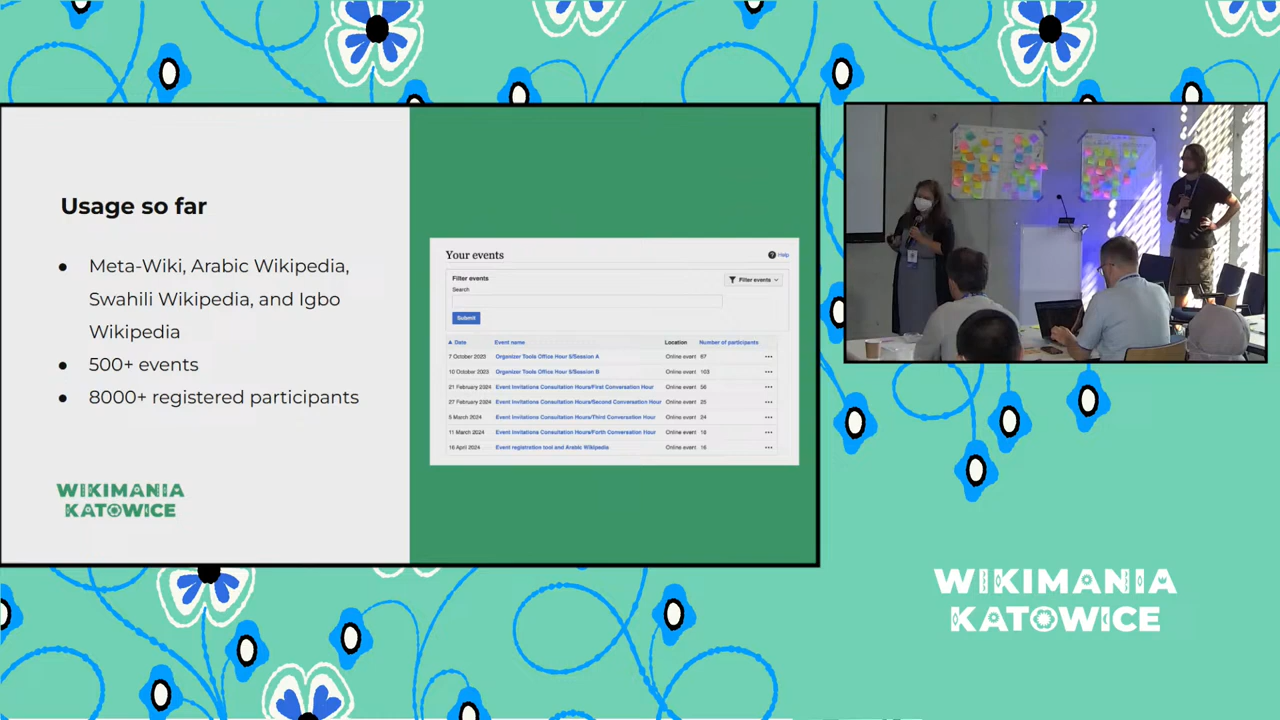 Usage so far
● Meta-Wiki, Arabic Wikipedia,
Swahili Wikipedia, and Igbo
Wikipedia
● 500+ events
● 8000+ registered participants
WIKIMANIA
KATOWICE
Your events
Help
Filter events
Filter events
Search
Submit
Date Event name Location Number of participants
7 October 2023 Organizer Tools Office Hour 5/Session A Online event 67
10 October 2023 Organizer Tools Office Hour 5/Session B Online event 103
21 February 2024 Event Invitations Consultation Hours/First Conversation Hour Online event 56
27 February 2024 Event Invitations Consultation Hours/Second Conversation Hour Online event 25
5 March 2024 Event Invitations Consultation Hours/Third Conversation Hour Online event 24
11 March 2024 Event Invitations Consultation Hours/Forth Conversation Hour Online event 16
16 April 2024 Event registration tool and Arabic Wikipedia Online event 16
WIKIMANIA
KATOWICE